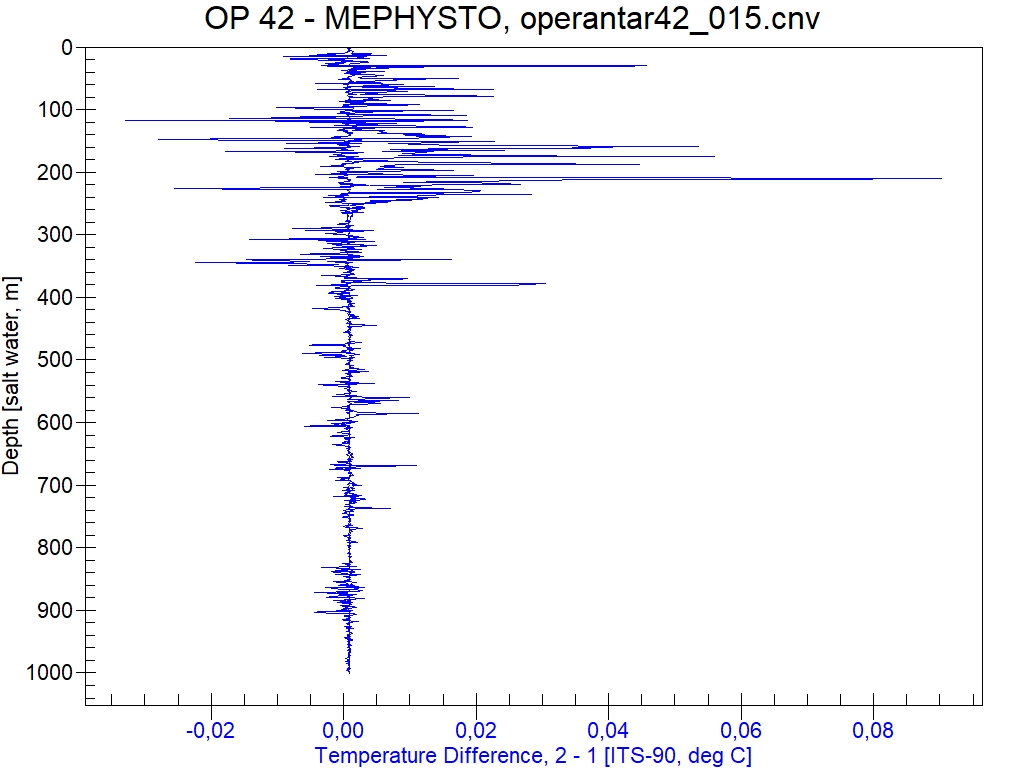 OP 42 - MEPHYSTO, operantar42_015.cnv
0
100
200
300
400
500
600
700
800
900
1000
Depth [salt water, m]
-0,02 0,00 0,02 0,04 0,06 0,08
Temperature Difference, 2 - 1 [ITS-90, deg C]